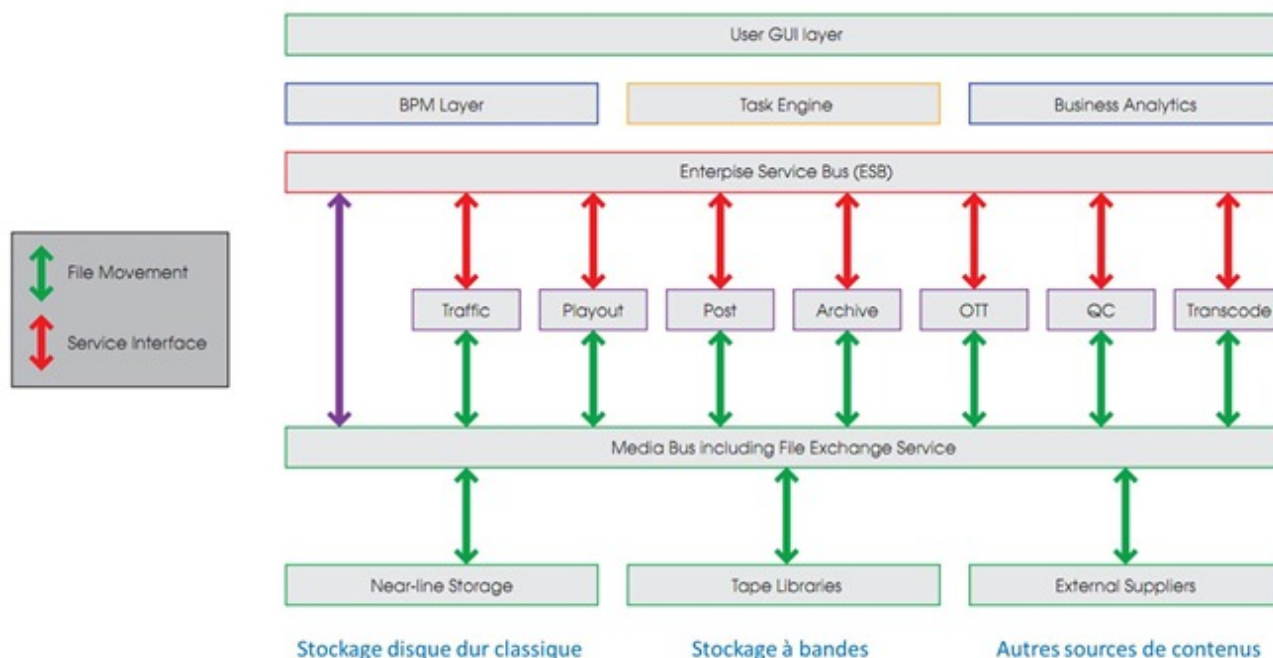 User GUI layer
BPM Layer
Task Engine
Business Analytics
Enterpise Service Bus (ESB)
File Movement
Service Interface
Traffic
Playout
Post
Archive
OTT
QC
Transcode
Media Bus including File Exchange Service
Near-line Storage
Tape Libraries
External Suppliers
Stockage disque dur classique
Stockage à bandes
Autres sources de contenus